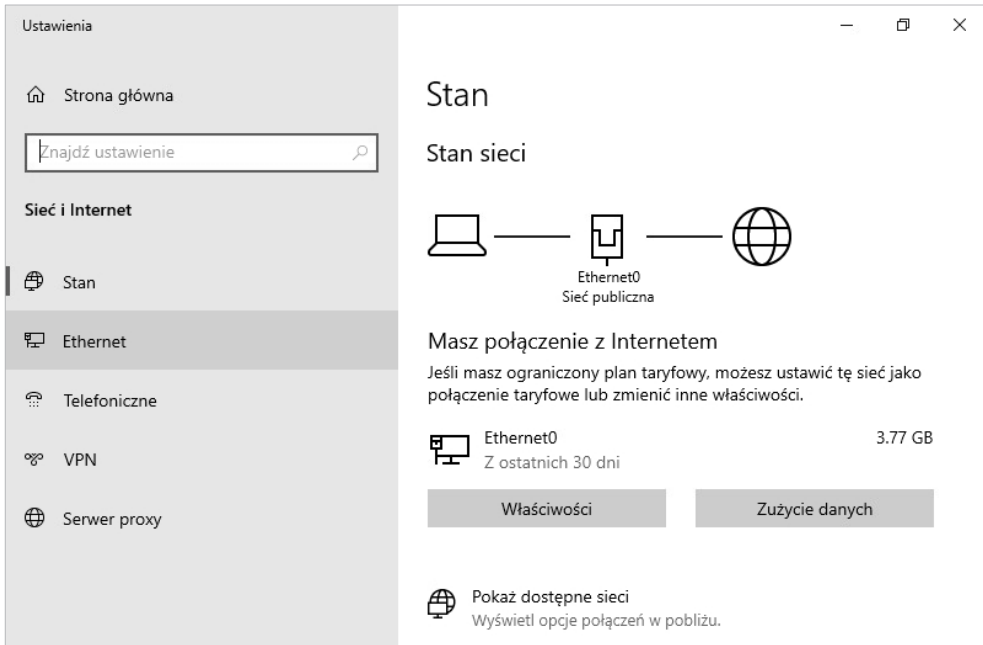 Ustawienia
Strona główna
Znajdź ustawienie
Sieć i Internet
Stan
Ethernet
Telefoniczne
VPN
Serwer proxy
Stan
Stan sieci
Ethernet0
Sieć publiczna
Masz połączenie z Internetem
Jeśli masz ograniczony plan taryfowy, możesz ustawić tę sieć jako
połączenie taryfowe lub zmienić inne właściwości.
Ethernet0 3.77 GB
Z ostatnich 30 dni
Właściwości Zużycie danych
Pokaż dostępne sieci
Wyświetl opcje połączeń w pobliżu.